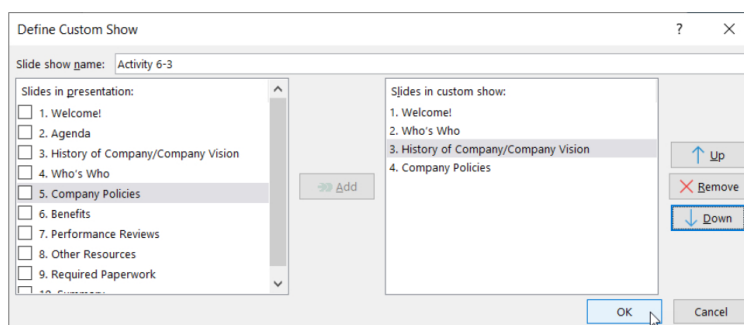 Define Custom Show
Slide show name: Activity 6-3
Slides in presentation:
1. Welcome!
2. Agenda
3. History of Company/Company Vision
4. Who's Who
5. Company Policies
6. Benefits
7. Performance Reviews
8. Other Resources
9. Required Paperwork
10. Summary
Add
Slides in custom show:
1. Welcome!
2. Who's Who
3. History of Company/Company Vision
4. Company Policies
Up
Remove
Down
OK
Cancel